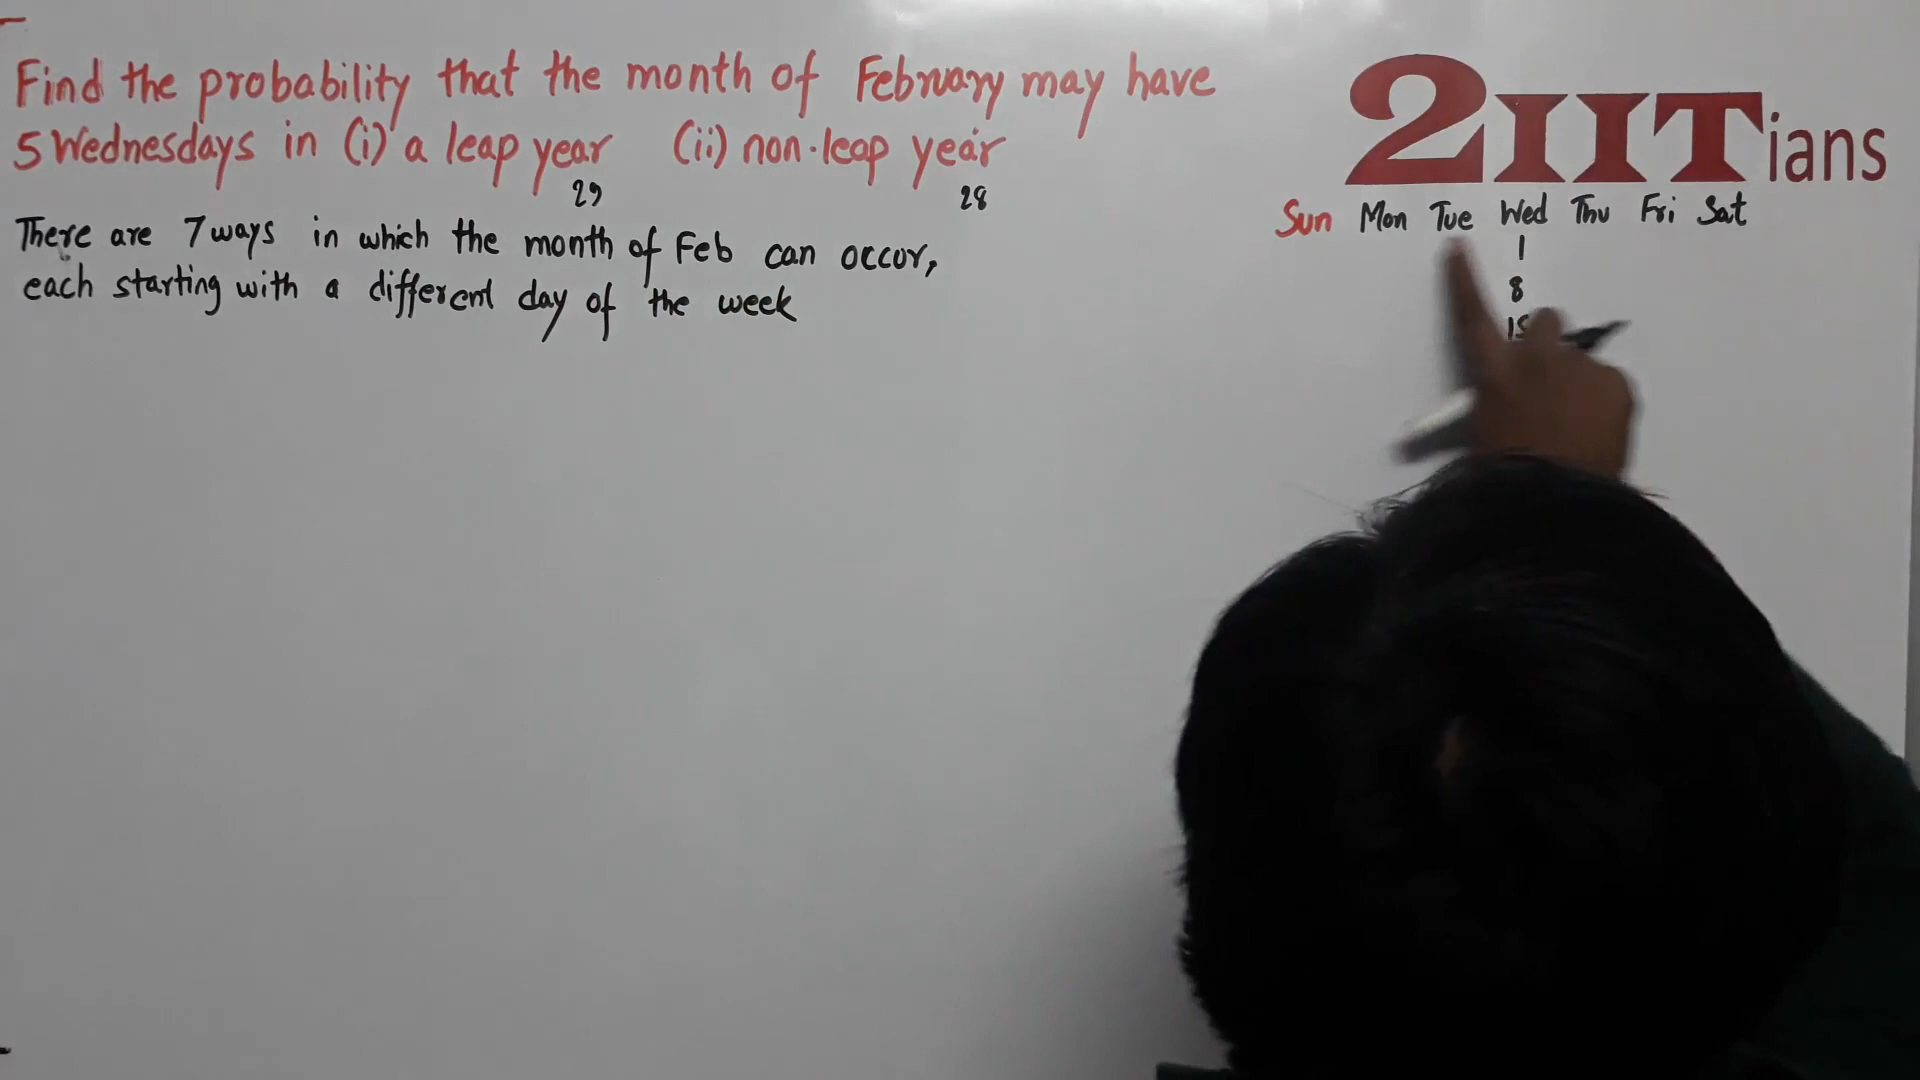 Find the probability that the month of February may have
5 Wednesdays in (i) a leap year (ii) non-leap year
29 28
There are 7 ways in which the month of Feb can occur,
each starting with a different day of the week
2IITians
Sun Mon Tue Wed Thu Fri Sat
1
8
15